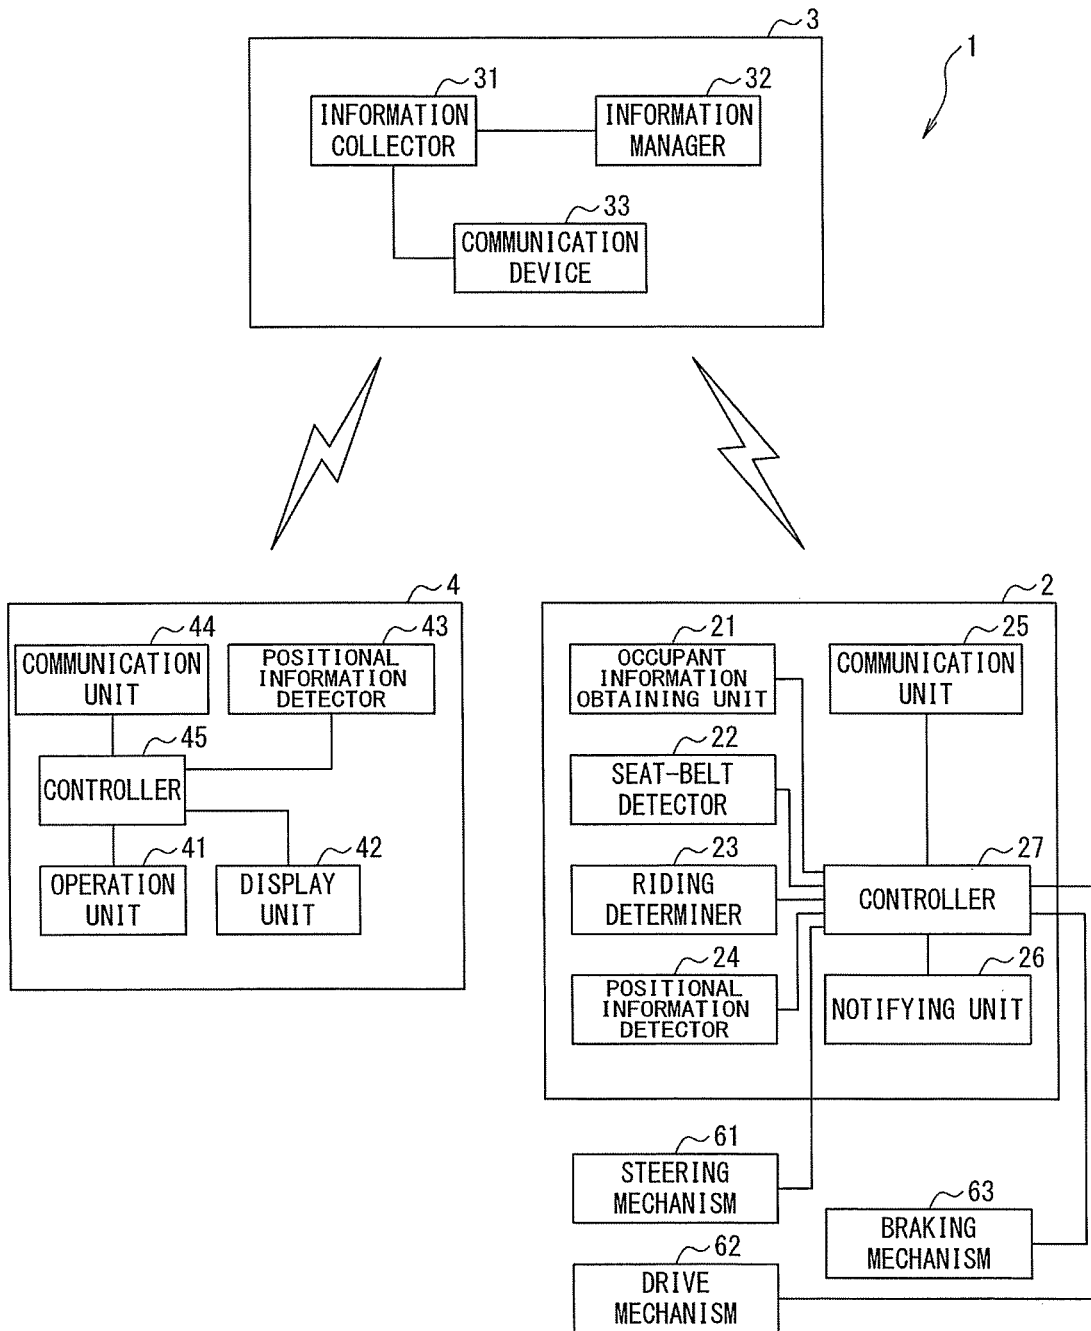 3
1
31
32
INFORMATION
COLLECTOR
INFORMATION
MANAGER
33
COMMUNICATION
DEVICE
4
44
43
COMMUNICATION
UNIT
POSITIONAL
INFORMATION
DETECTOR
45
CONTROLLER
41
42
OPERATION
UNIT
DISPLAY
UNIT
2
21
25
OCCUPANT
INFORMATION
OBTAINING UNIT
COMMUNICATION
UNIT
22
SEAT-BELT
DETECTOR
23
27
RIDING
DETERMINER
CONTROLLER
24
26
POSITIONAL
INFORMATION
DETECTOR
NOTIFYING UNIT
61
STEERING
MECHANISM
63
BRAKING
MECHANISM
62
DRIVE
MECHANISM